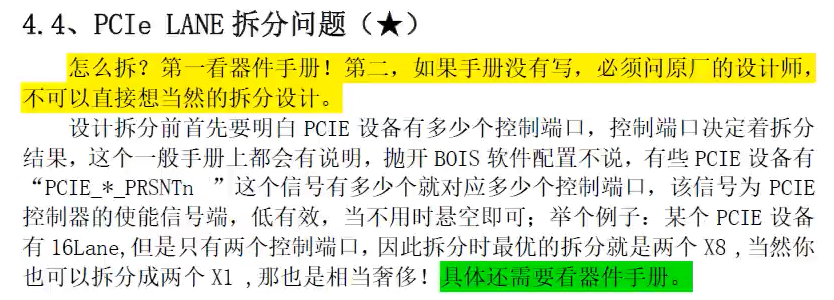 4.4、PCIe LANE 拆分问题（★）
怎么拆？第一看器件手册！第二，如果手册没有写，必须问原厂的设计师，
不可以直接想当然的拆分设计。
设计拆分前首先要明白 PCIE 设备有多少个控制端口，控制端口决定着拆分
结果，这个一般手册上都会有说明，抛开 BOIS 软件配置不说，有些 PCIE 设备有
“PCIE_*_PRSNTn ”这个信号有多少个就对应多少个控制端口，该信号为 PCIE
控制器的使能信号端，低有效，当不用时悬空即可；举个例子：某个 PCIE 设备
有 16Lane,但是只有两个控制端口，因此拆分时最优的拆分就是两个 X8 ,当然你
也可以拆分成两个 X1 ,那也是相当奢侈！具体还需要看器件手册。